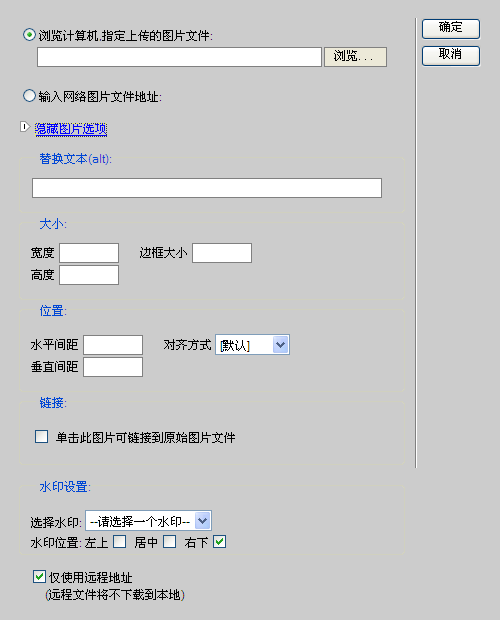 浏览计算机,指定上传的图片文件:
确定
浏览...
取消
输入网络图片文件地址:
隐藏图片选项
替换文本(alt):
大小:
宽度 边框大小
高度
位置:
水平间距 对齐方式 [默认]
垂直间距
链接:
单击此图片可链接到原始图片文件
水印设置:
选择水印: --请选择一个水印--
水印位置: 左上 居中 右下
仅使用远程地址
(远程文件将不下载到本地)